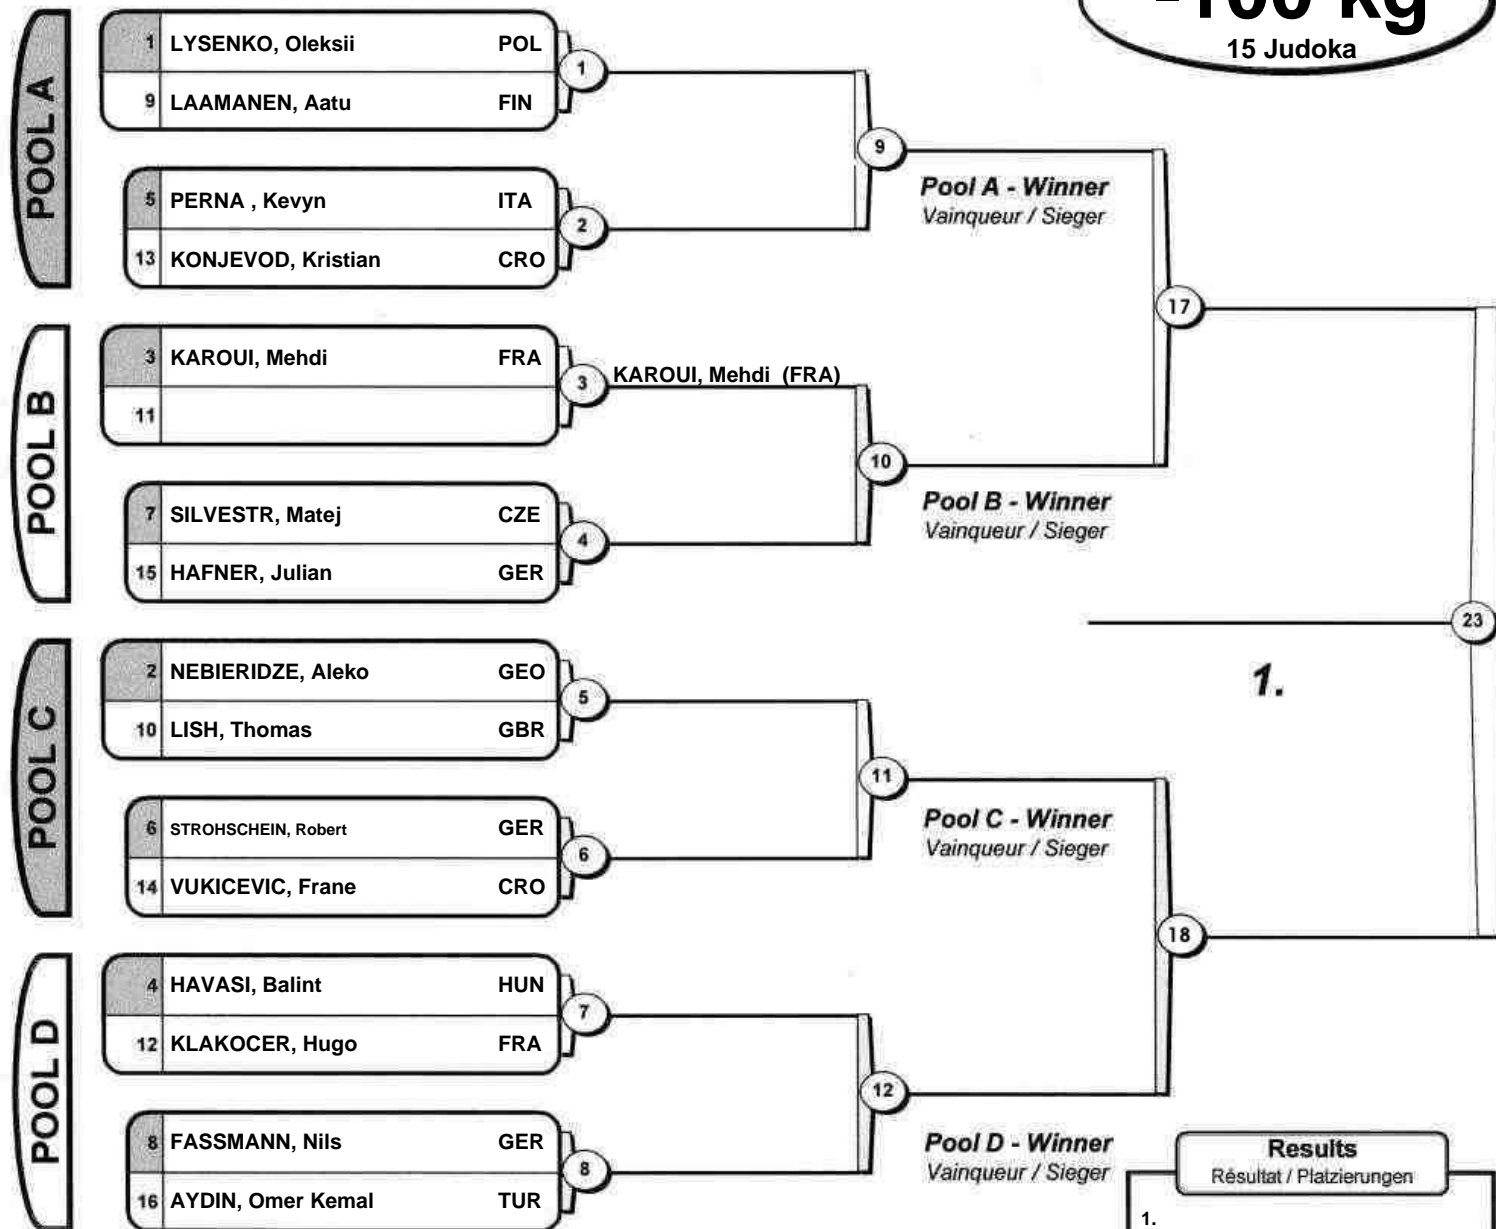 -100 kg
15 Judoka
POOL A
1 LYSENKO, Oleksii POL
9 LAAMANEN, Aatu FIN
1
5 PERNA , Kevyn ITA
13 KONJEVOD, Kristian CRO
2
9
Pool A - Winner
Vainqueur / Sieger
17
POOL B
3 KAROUI, Mehdi FRA
11
3
KAROUI, Mehdi (FRA)
7 SILVESTR, Matej CZE
15 HAFNER, Julian GER
4
10
Pool B - Winner
Vainqueur / Sieger
23
1.
POOL C
2 NEBIERIDZE, Aleko GEO
10 LISH, Thomas GBR
5
6 STROHSCHEIN, Robert GER
14 VUKICEVIC, Frane CRO
6
11
Pool C - Winner
Vainqueur / Sieger
18
POOL D
4 HAVASI, Balint HUN
12 KLAKOCER, Hugo FRA
7
8 FASSMANN, Nils GER
16 AYDIN, Omer Kemal TUR
8
12
Pool D - Winner
Vainqueur / Sieger
Results
Résultat / Platzierungen
1.